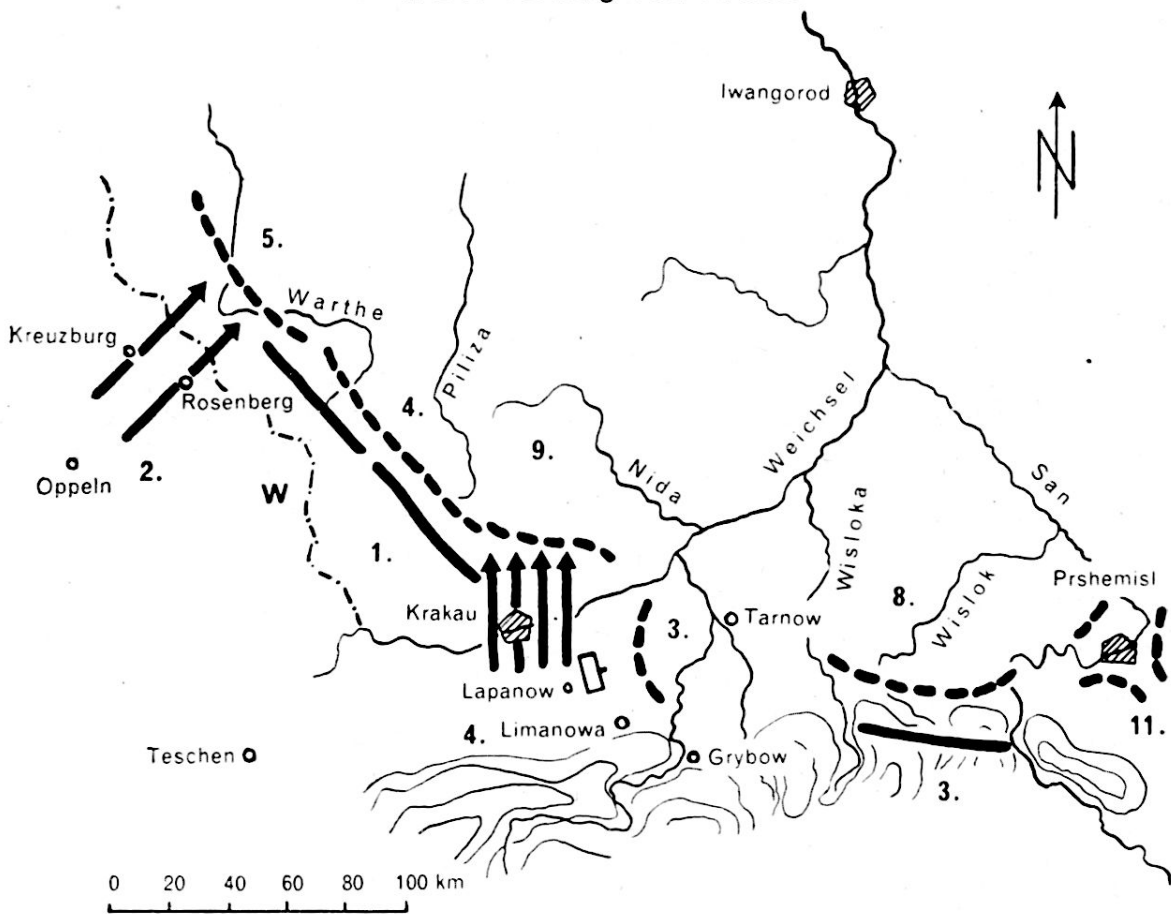 Iwangorod
N
5.
Warthe
Kreuzburg
Piliza
Rosenberg
4.
Weichsel
9.
Oppeln
2.
W
Nida
San
Wisloka
1.
Prshemisl
8.
Wislok
Krakau
3.
Tarnow
Lapanow
4.
Limanowa
11.
Teschen
Grybow
3.
0 20 40 60 80 100 km